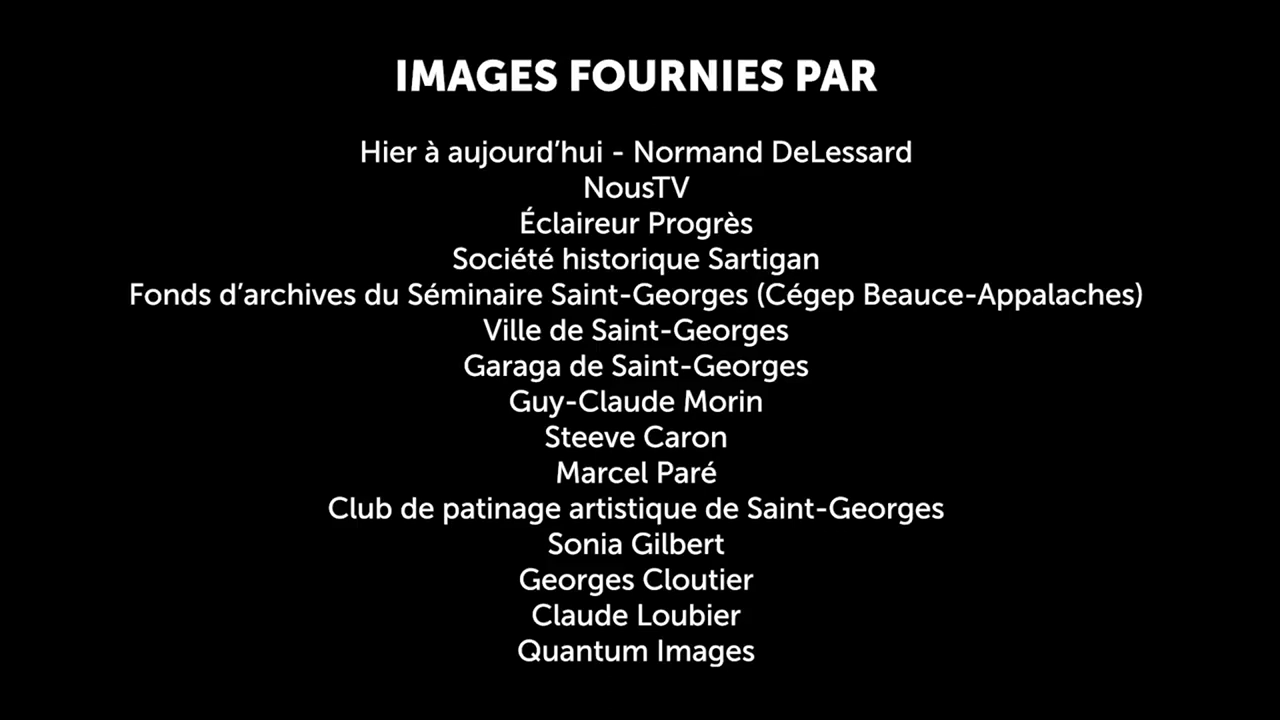 IMAGES FOURNIES PAR
Hier à aujourd’hui - Normand DeLessard
NousTV
Éclaireur Progrès
Société historique Sartigan
Fonds d’archives du Séminaire Saint-Georges (Cégep Beauce-Appalaches)
Ville de Saint-Georges
Garaga de Saint-Georges
Guy-Claude Morin
Steeve Caron
Marcel Paré
Club de patinage artistique de Saint-Georges
Sonia Gilbert
Georges Cloutier
Claude Loubier
Quantum Images